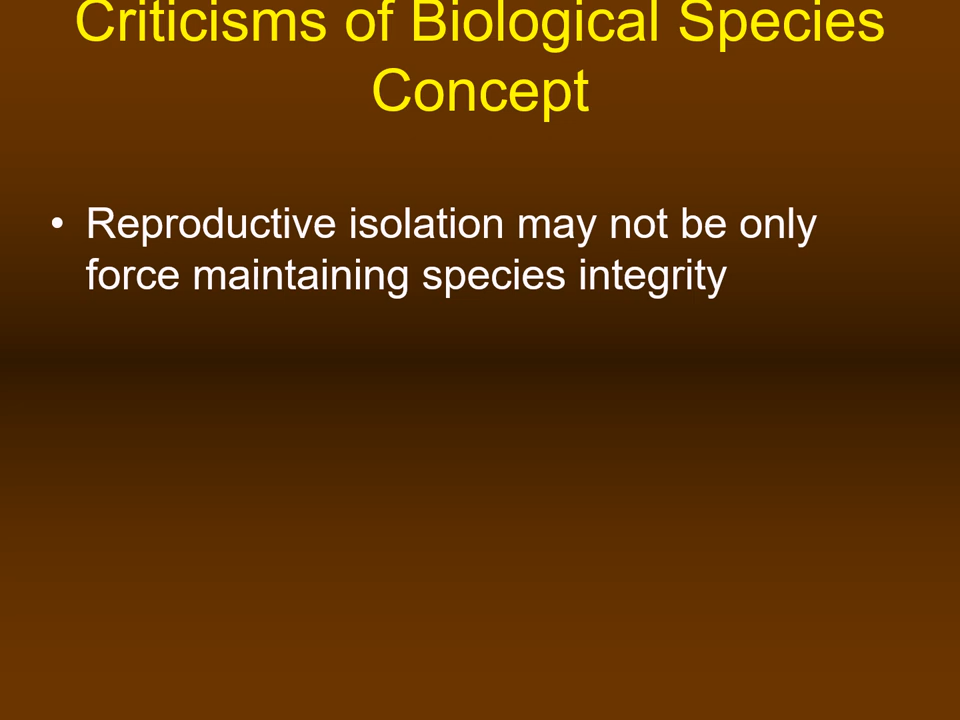 Criticisms of Biological Species
Concept
• Reproductive isolation may not be only
force maintaining species integrity